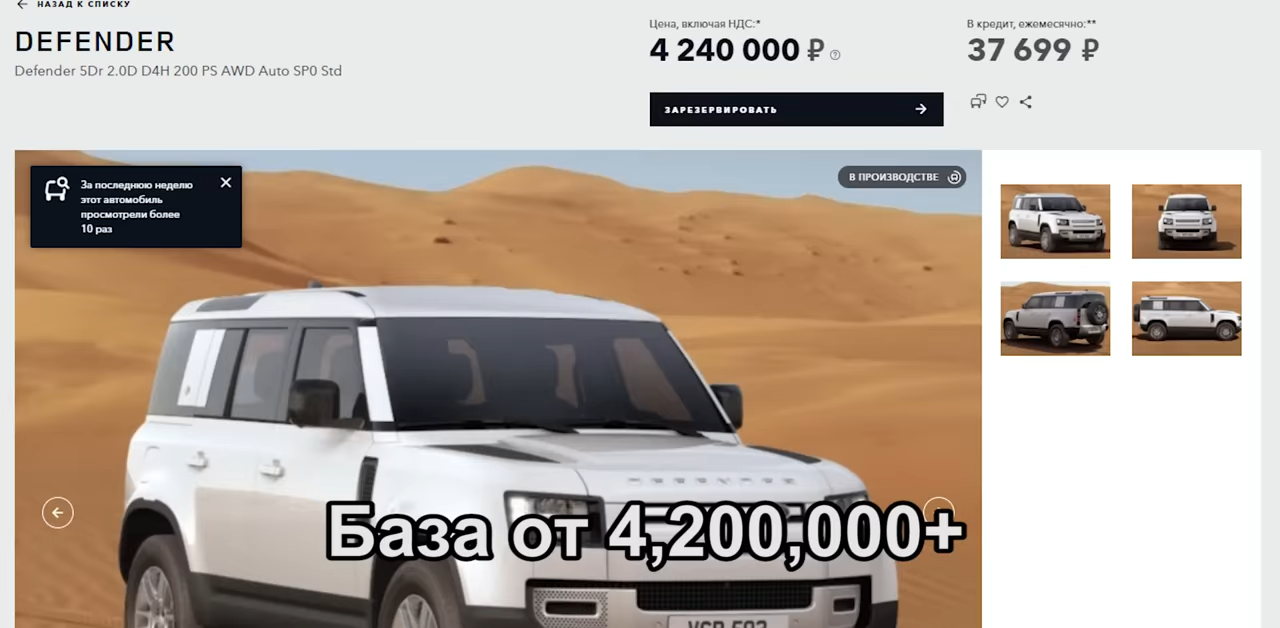 НАЗАД К СПИСКУ
DEFENDER
Defender 5Dr 2.0D D4H 200 PS AWD Auto SP0 Std
Цена, включая НДС:*
4 240 000 ₽
В кредит, ежемесячно:**
37 699 ₽
ЗАРЕЗЕРВИРОВАТЬ
За последнюю неделю
этот автомобиль
просмотрели более
10 раз
В ПРОИЗВОДСТВЕ
DEFENDER
База от 4,200,000+